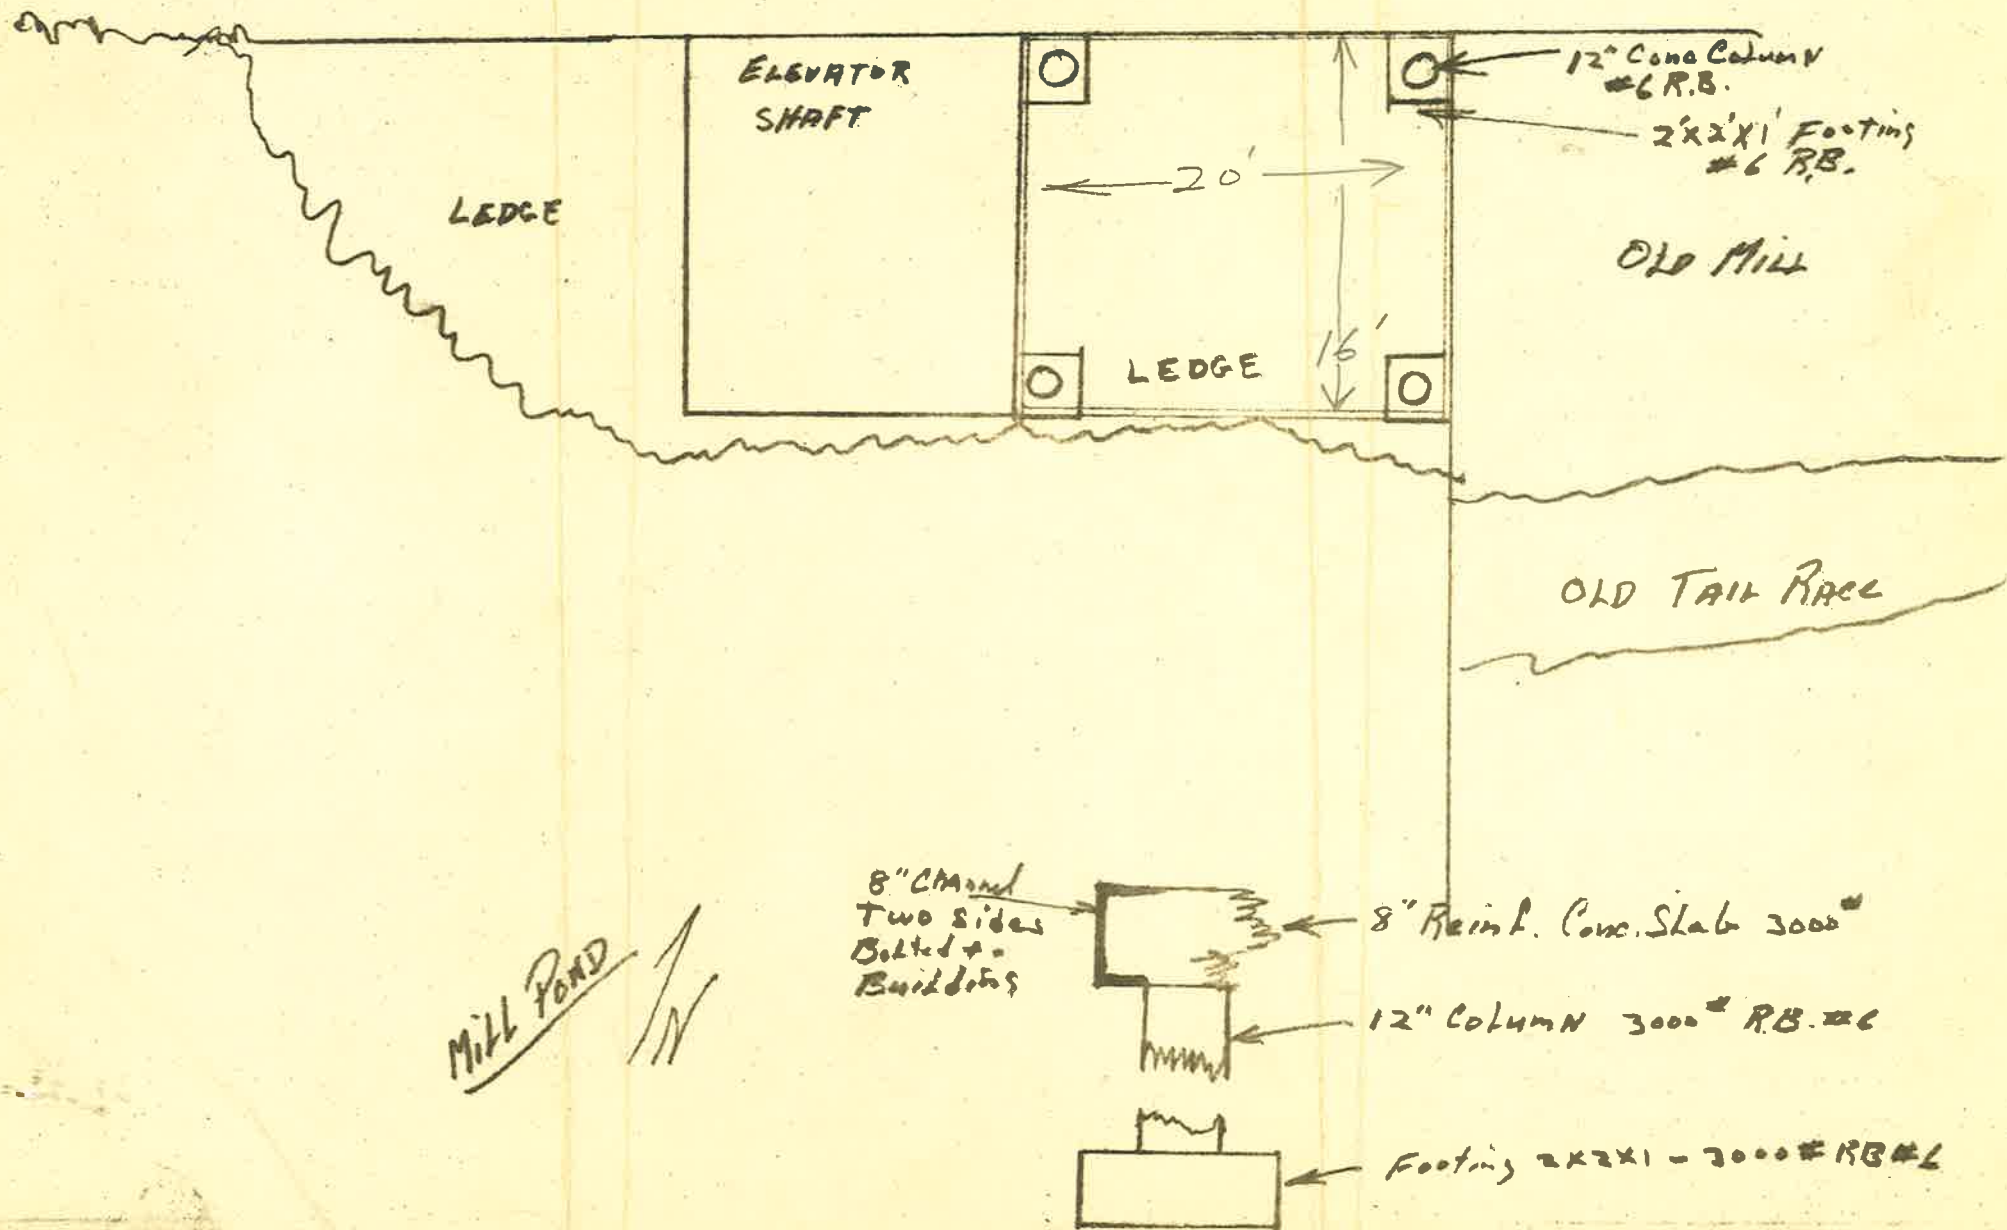 ELEVATOR
SHAFT
12" Conc Column
#6 R.B.
2'x2'x1' Footing
#6 R.B.
20'
LEDGE
OLD MILL
16'
LEDGE
OLD TAIL RACE
8" Channel
Two Sides
Bolted to
Building
8" Reinf. Conc. Slab 3000#
MILL POND
N
12" Column 3000# R.B. #6
Footing 2x2x1 - 3000# RB #6